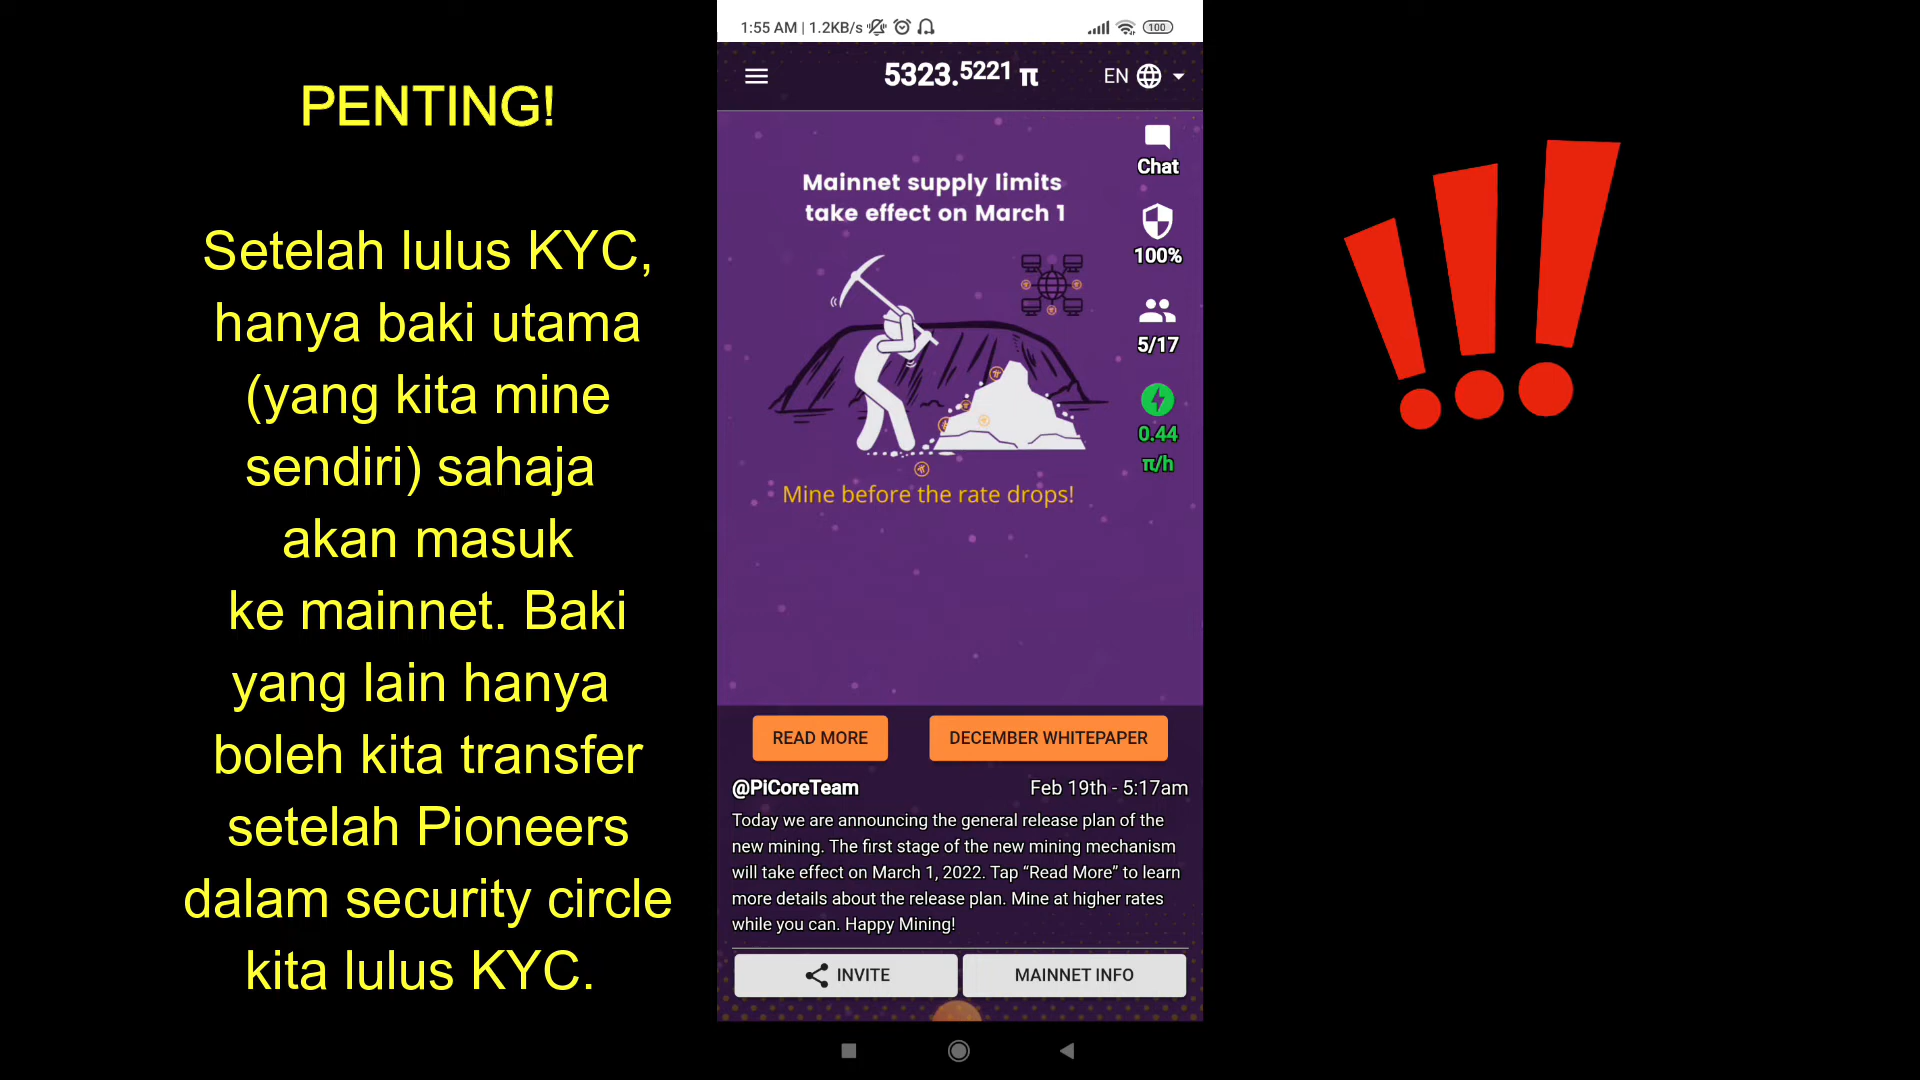 PENTING!
Setelah lulus KYC,
hanya baki utama
(yang kita mine
sendiri) sahaja
akan masuk
ke mainnet. Baki
yang lain hanya
boleh kita transfer
setelah Pioneers
dalam security circle
kita lulus KYC.
1:55 AM | 1.2KB/s
100
5323.5221 π
EN
Chat
Mainnet supply limits
take effect on March 1
100%
5/17
0.44
π/h
Mine before the rate drops!
READ MORE
DECEMBER WHITEPAPER
@PiCoreTeam
Feb 19th - 5:17am
Today we are announcing the general release plan of the
new mining. The first stage of the new mining mechanism
will take effect on March 1, 2022. Tap “Read More” to learn
more details about the release plan. Mine at higher rates
while you can. Happy Mining!
INVITE
MAINNET INFO
!!!